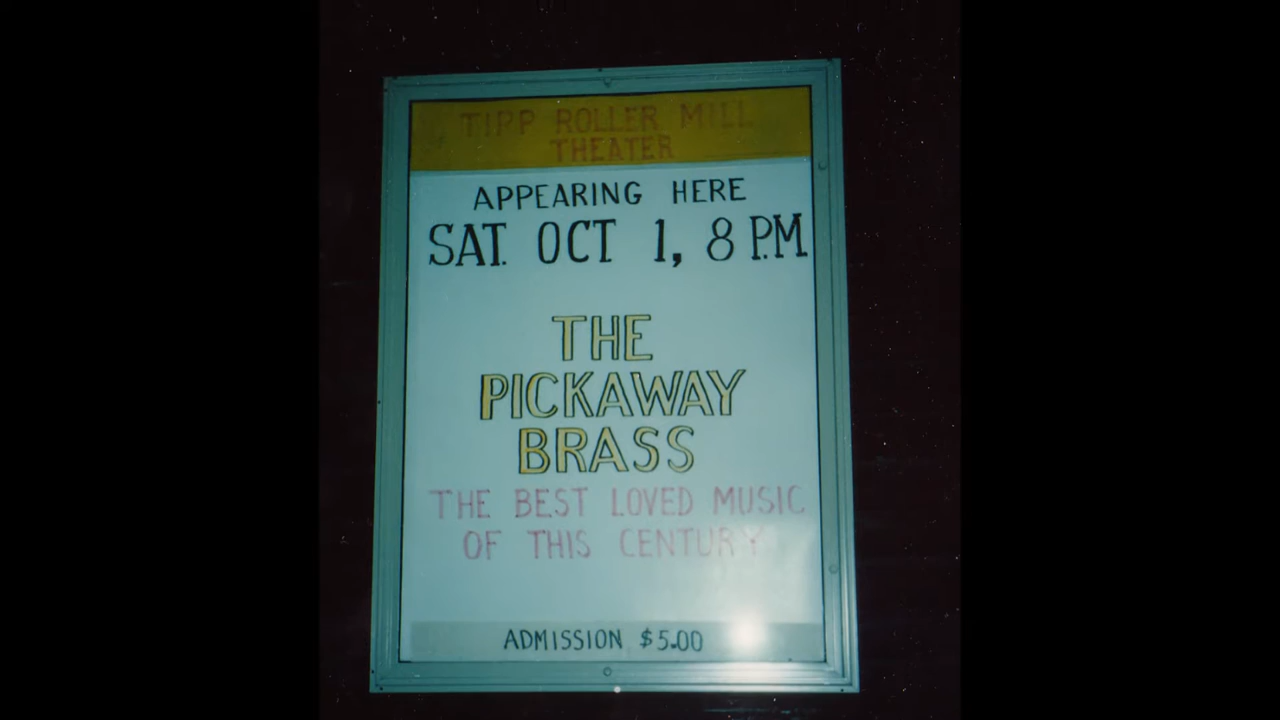 TIPP ROLLER MILL
THEATER
APPEARING HERE
SAT. OCT 1, 8 P.M.
THE
PICKAWAY
BRASS
THE BEST LOVED MUSIC
OF THIS CENTURY
ADMISSION $5.00